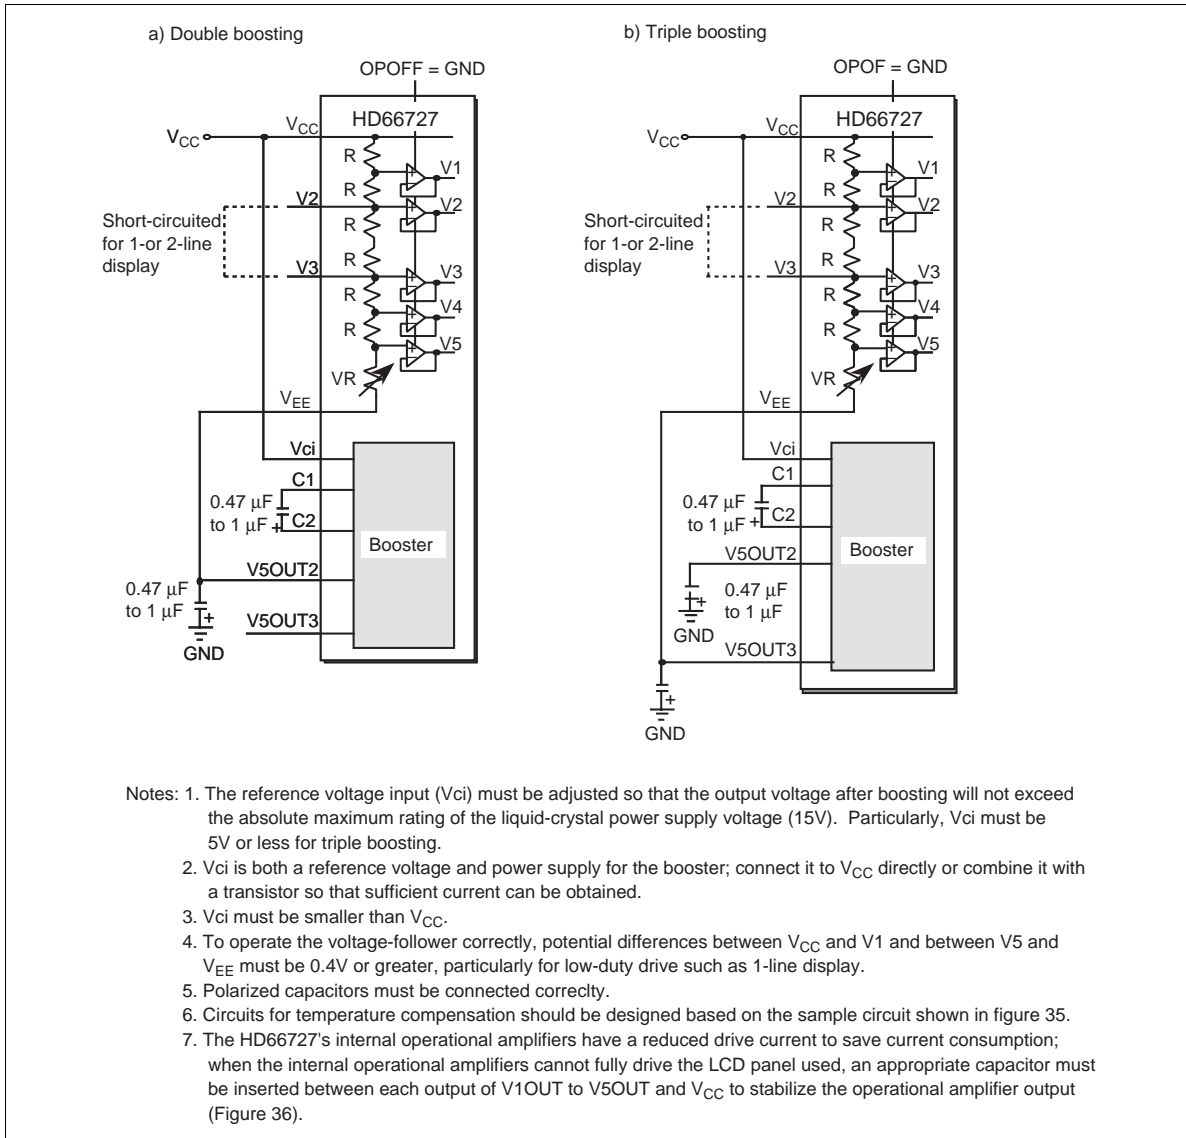 a) Double boosting
OPOFF = GND
HD66727
VCC
VCC
R
V1
R
V2
V2
Short-circuited
for 1-or 2-line
display
R
R
V3
V3
R
V4
R
V5
VR
VEE
Vci
C1
0.47 µF
to 1 µF
+
C2
Booster
V5OUT2
0.47 µF
to 1 µF
+
GND
V5OUT3
b) Triple boosting
OPOF = GND
HD66727
VCC
VCC
R
V1
R
V2
V2
Short-circuited
for 1-or 2-line
display
R
R
V3
V3
R
V4
R
V5
VR
VEE
Vci
C1
0.47 µF
to 1 µF
+
C2
Booster
V5OUT2
0.47 µF
to 1 µF
+
GND
V5OUT3
+
GND
Notes: 1. The reference voltage input (Vci) must be adjusted so that the output voltage after boosting will not exceed
the absolute maximum rating of the liquid-crystal power supply voltage (15V). Particularly, Vci must be
5V or less for triple boosting.
2. Vci is both a reference voltage and power supply for the booster; connect it to VCC directly or combine it with
a transistor so that sufficient current can be obtained.
3. Vci must be smaller than VCC.
4. To operate the voltage-follower correctly, potential differences between VCC and V1 and between V5 and
VEE must be 0.4V or greater, particularly for low-duty drive such as 1-line display.
5. Polarized capacitors must be connected correclty.
6. Circuits for temperature compensation should be designed based on the sample circuit shown in figure 35.
7. The HD66727's internal operational amplifiers have a reduced drive current to save current consumption;
when the internal operational amplifiers cannot fully drive the LCD panel used, an appropriate capacitor must
be inserted between each output of V1OUT to V5OUT and VCC to stabilize the operational amplifier output
(Figure 36).